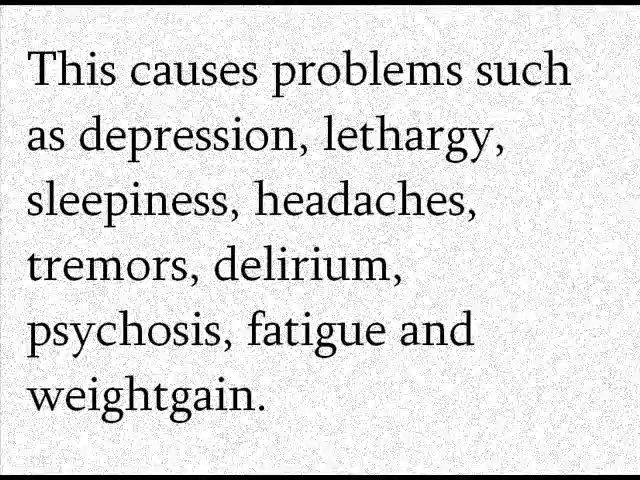 This causes problems such
as depression, lethargy,
sleepiness, headaches,
tremors, delirium,
psychosis, fatigue and
weightgain.